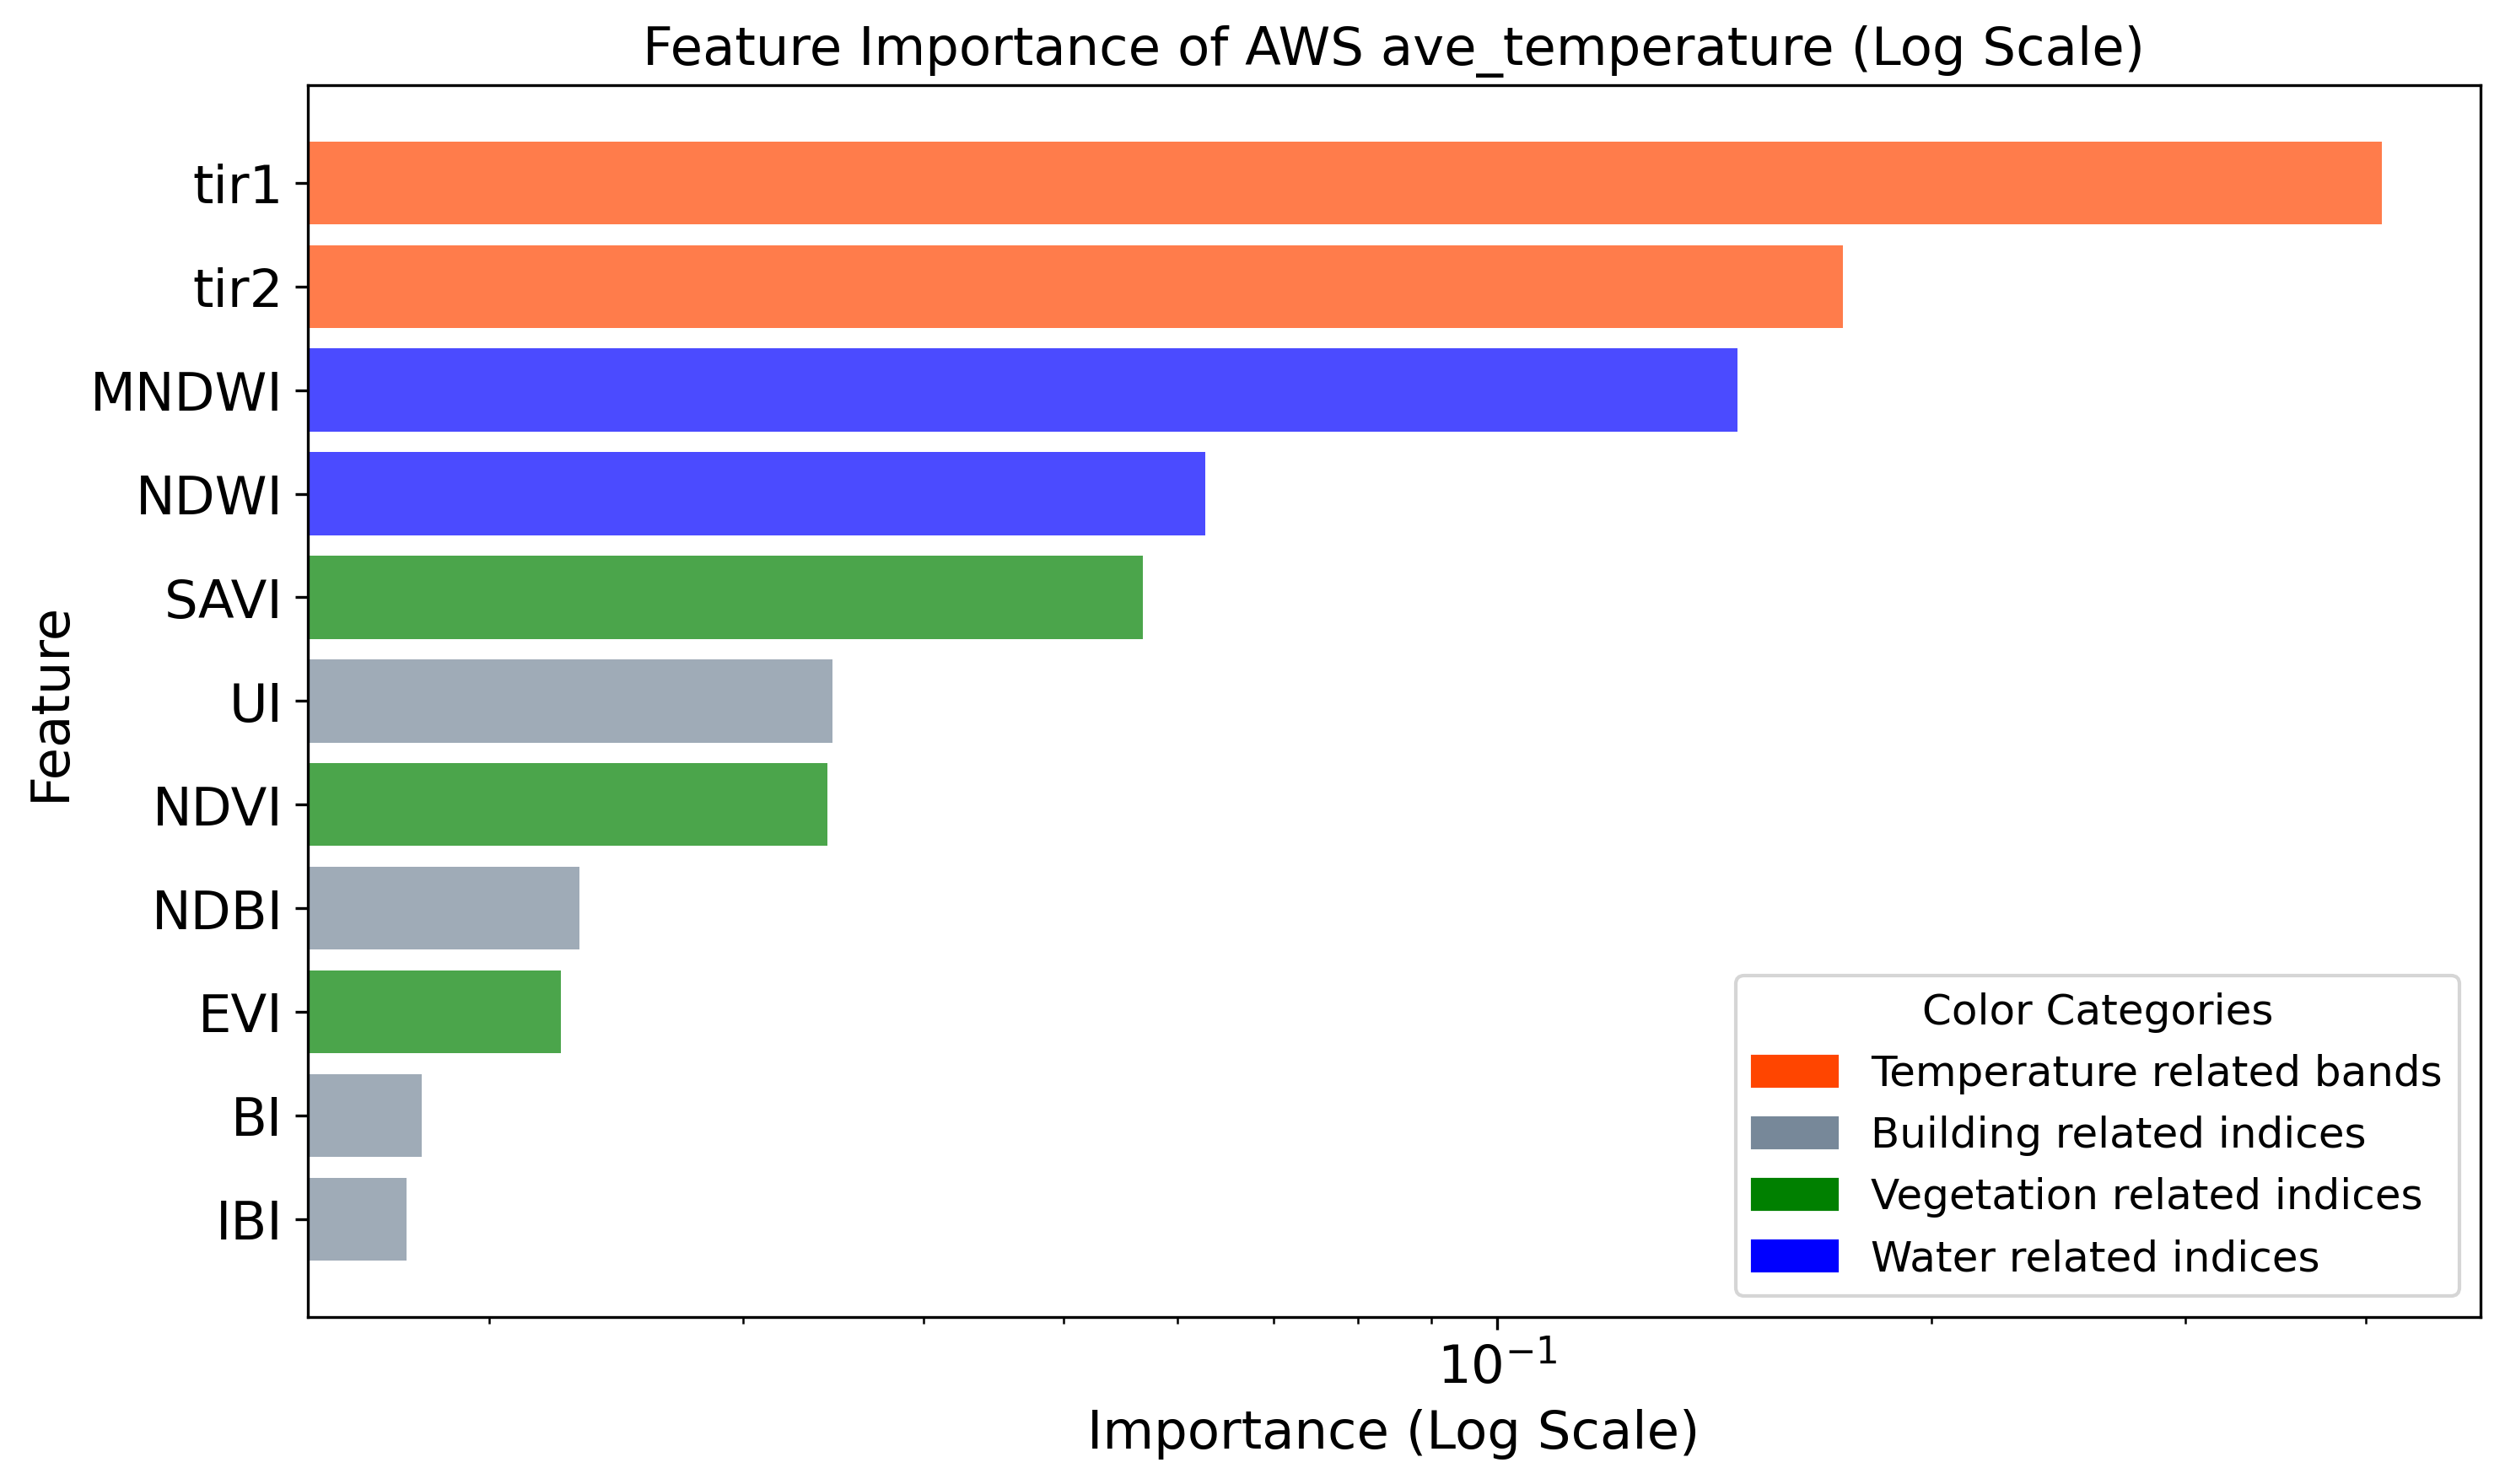 Feature Importance of AWS ave_temperature (Log Scale)
tir1
tir2
MNDWI
NDWI
SAVI
UI
NDVI
NDBI
EVI
BI
IBI
Feature
Color Categories
Temperature related bands
Building related indices
Vegetation related indices
Water related indices
10⁻¹
Importance (Log Scale)